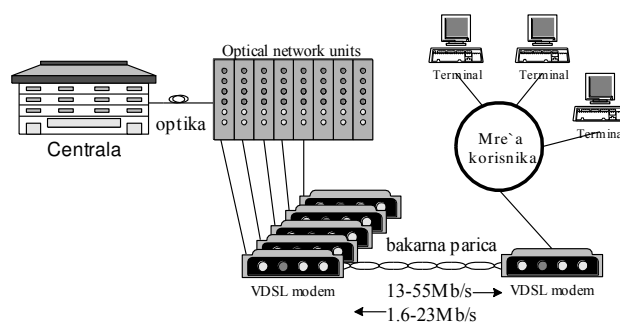 Optical network units
Terminal
Terminal
Terminal
optika
Centrala
Mre`a
korisnika
bakarna parica
VDSL modem
13-55Mb/s
VDSL modem
1.6-23Mb/s